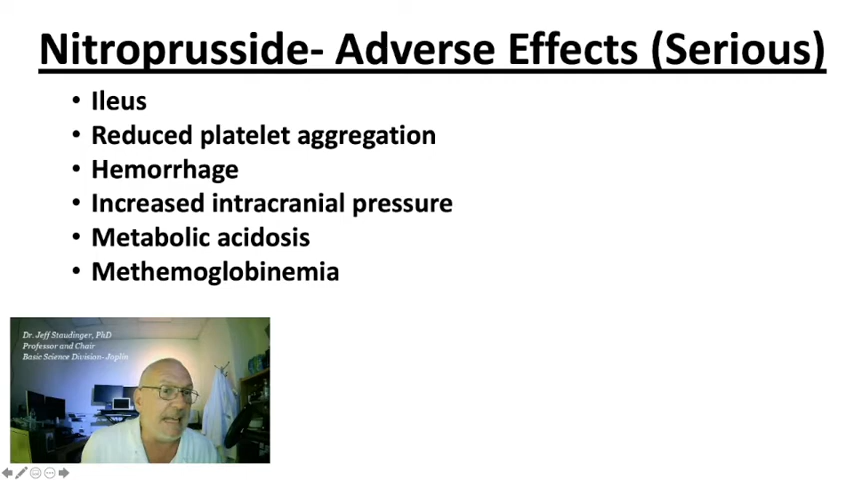 Nitroprusside- Adverse Effects (Serious)
• Ileus
• Reduced platelet aggregation
• Hemorrhage
• Increased intracranial pressure
• Metabolic acidosis
• Methemoglobinemia
Dr. Jeff Staudinger, PhD
Professor and Chair
Basic Science Division- Joplin